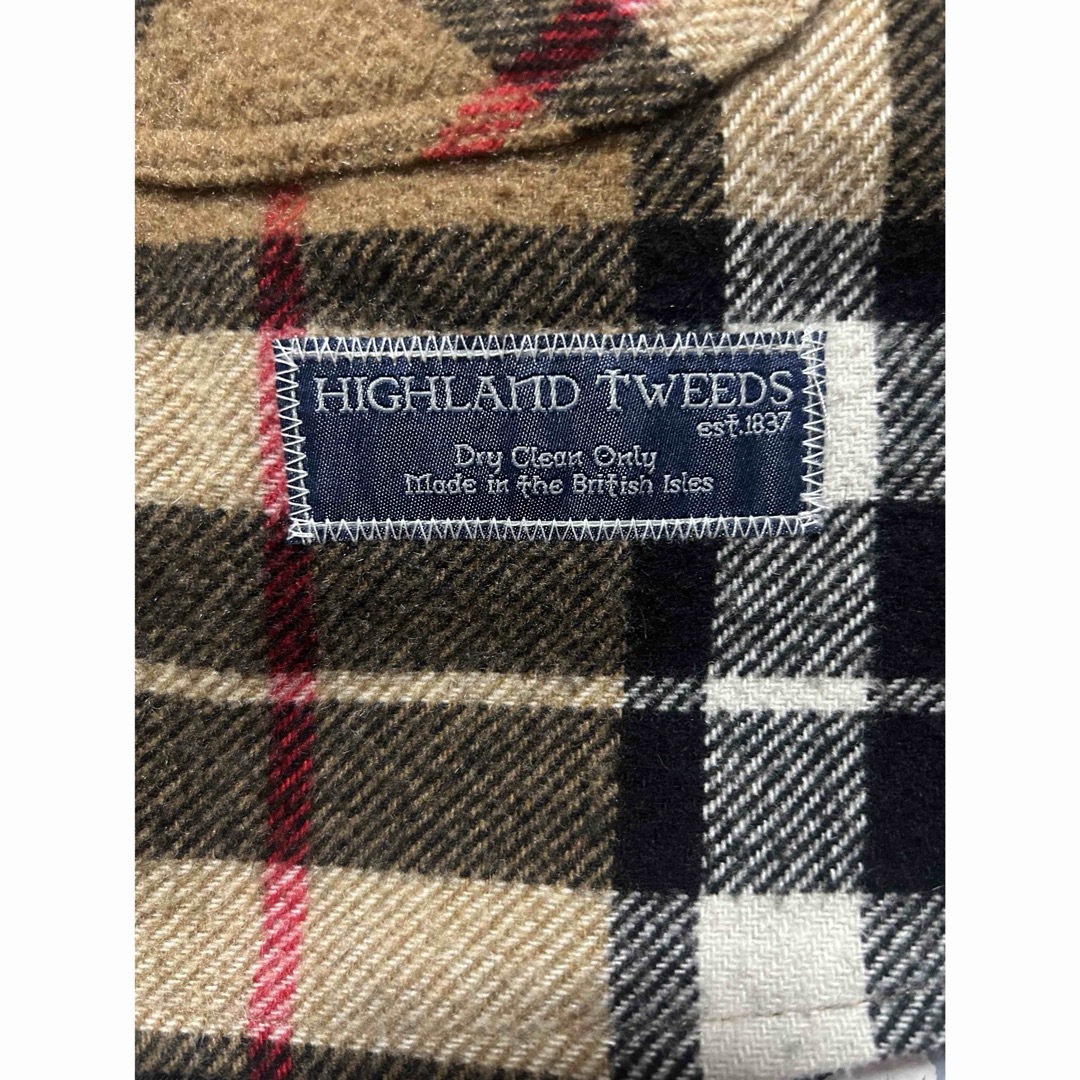 HIGHLAND TWEEDS
est.1837
Dry Clean Only
Made in the British Isles